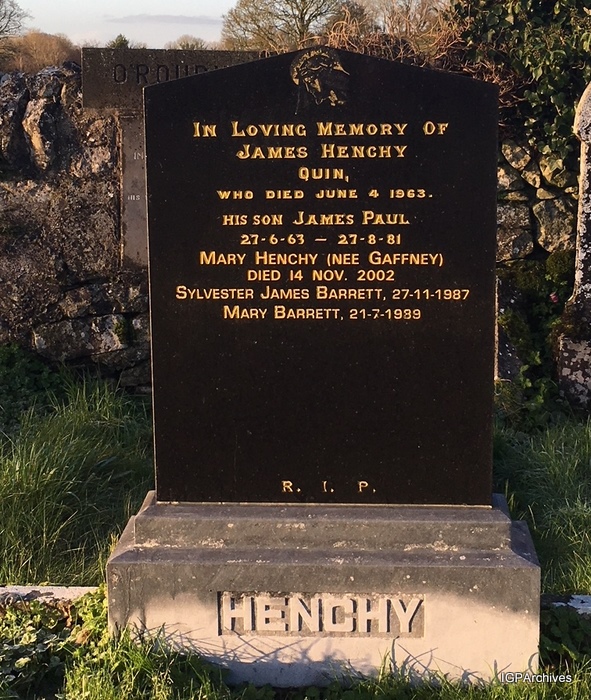 O'ROUR
IN LOVING MEMORY OF
JAMES HENCHY
QUIN,
WHO DIED JUNE 4 1963.
HIS SON JAMES PAUL
27-6-63 – 27-8-81
MARY HENCHY (NEE GAFFNEY)
DIED 14 NOV. 2002
SYLVESTER JAMES BARRETT, 27-11-1987
MARY BARRETT, 21-7-1989
R. I. P.
HENCHY
IGPArchives